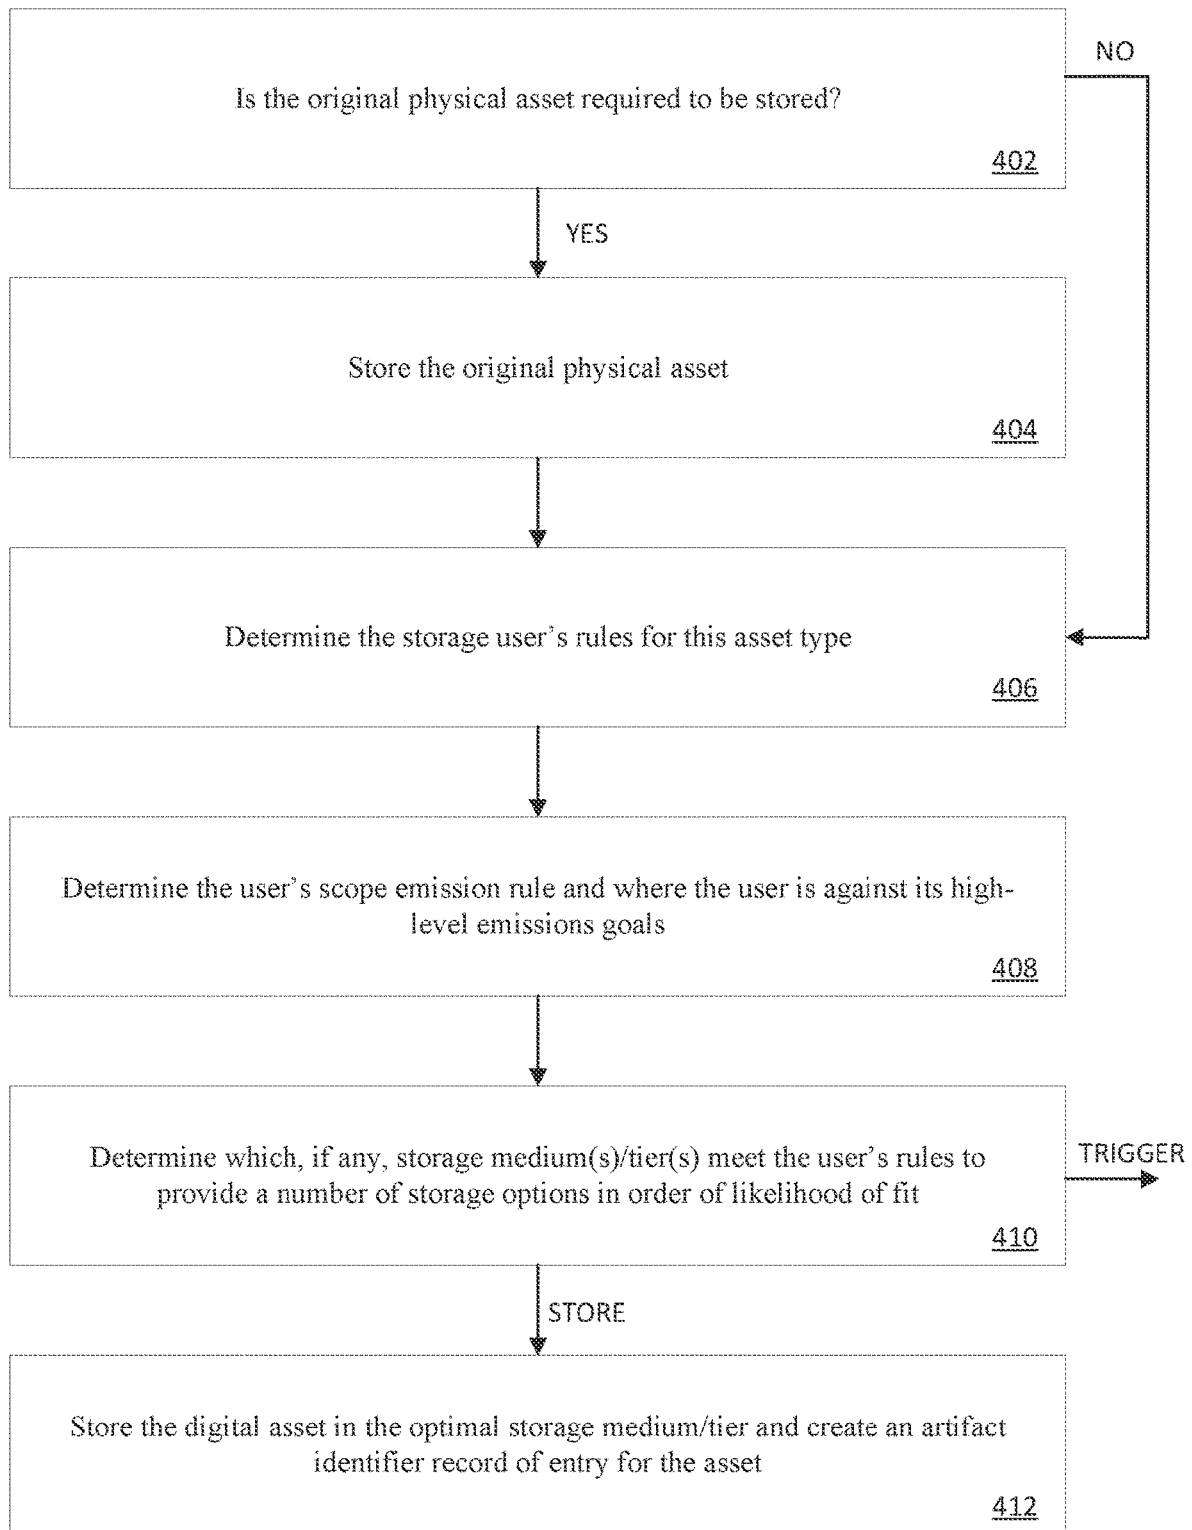 NO
Is the original physical asset required to be stored?
402
YES
Store the original physical asset
404
Determine the storage user's rules for this asset type
406
Determine the user's scope emission rule and where the user is against its high-
level emissions goals
408
Determine which, if any, storage medium(s)/tier(s) meet the user's rules to
provide a number of storage options in order of likelihood of fit
410
TRIGGER
STORE
Store the digital asset in the optimal storage medium/tier and create an artifact
identifier record of entry for the asset
412